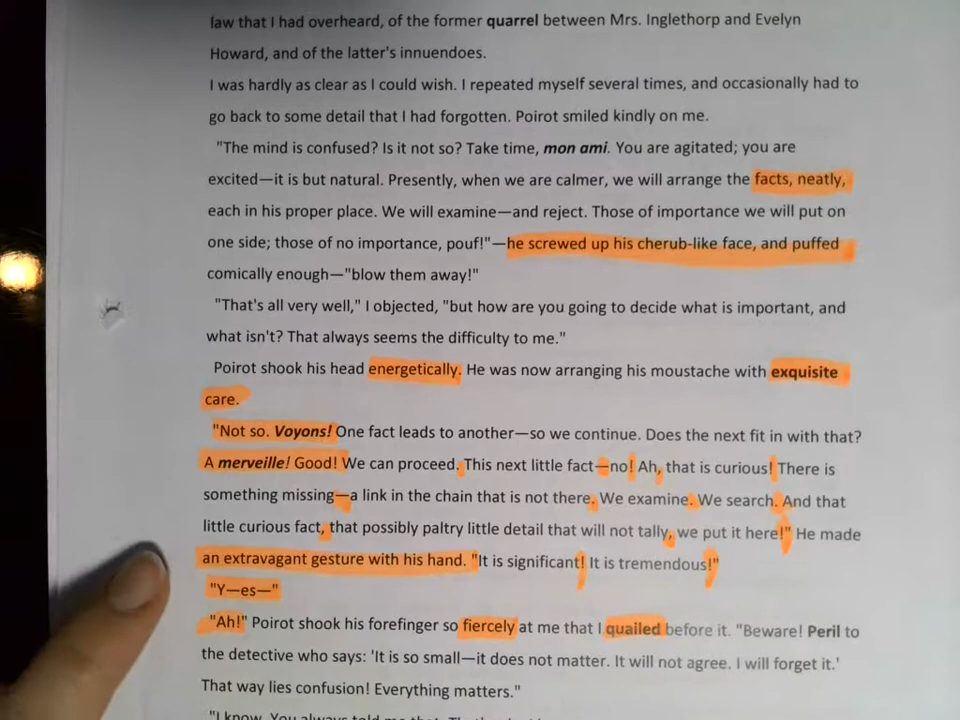 law that I had overheard, of the former quarrel between Mrs. Inglethorp and Evelyn
Howard, and of the latter's innuendoes.
I was hardly as clear as I could wish. I repeated myself several times, and occasionally had to
go back to some detail that I had forgotten. Poirot smiled kindly on me.
"The mind is confused? Is it not so? Take time, mon ami. You are agitated; you are
excited—it is but natural. Presently, when we are calmer, we will arrange the facts, neatly,
each in his proper place. We will examine—and reject. Those of importance we will put on
one side; those of no importance, pouf!"—he screwed up his cherub-like face, and puffed
comically enough—"blow them away!"
"That's all very well," I objected, "but how are you going to decide what is important, and
what isn't? That always seems the difficulty to me."
Poirot shook his head energetically. He was now arranging his moustache with exquisite
care.
"Not so. Voyons! One fact leads to another—so we continue. Does the next fit in with that?
A merveille! Good! We can proceed. This next little fact—no! Ah, that is curious! There is
something missing—a link in the chain that is not there. We examine. We search. And that
little curious fact, that possibly paltry little detail that will not tally, we put it here!" He made
an extravagant gesture with his hand. "It is significant! It is tremendous!"
"Y—es—"
"Ah!" Poirot shook his forefinger so fiercely at me that I quailed before it. "Beware! Peril to
the detective who says: 'It is so small—it does not matter. It will not agree. I will forget it.'
That way lies confusion! Everything matters."
"I know. You always told me that.